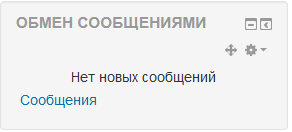 ОБМЕН СООБЩЕНИЯМИ
Нет новых сообщений
Сообщения